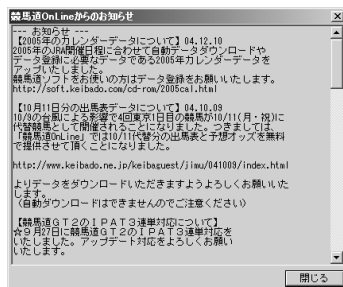 競馬道OnLineからのお知らせ
--- お知らせ ---
【2005年のカレンダーデータについて】04.12.10
2005年のJRA開催日程に合わせて自動データダウンロードや
データ登録に必要なデータである2005年カレンダーデータを
アップいたしました。
競馬道ソフトをお使いの方はデータ登録をお願いいたします。
http://soft.keibado.com/cd-rom/2005cal.html
【10月11日分の出馬表データについて】04.10.09
10/9の台風による影響で4回東京1日目の競馬が10/11(月・祝)に
代替競馬として開催されることになりました。つきましては、
「競馬道OnLine」では10/11代替分の出馬表と予想オッズを無料
で提供させて頂くことになりました。
http://www.keibado.ne.jp/keibaguest/jimu/041009/index.html
よりデータをダウンロードいただきますようよろしくお願いいた
します。
(自動ダウンロードはできませんのでご注意ください)
【競馬道GT2のIPAT3連単対応について】
☆9月27日に競馬道GT2のIPAT3連単対応を
いたしました。アップデート対応をよろしくお願い
いたします。
閉じる